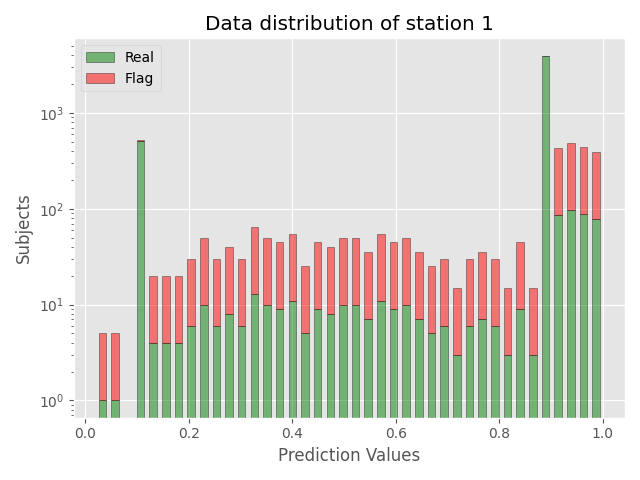 Data distribution of station 1
Real
Flag
10³
10²
10¹
10⁰
Subjects
0.0 0.2 0.4 0.6 0.8 1.0
Prediction Values